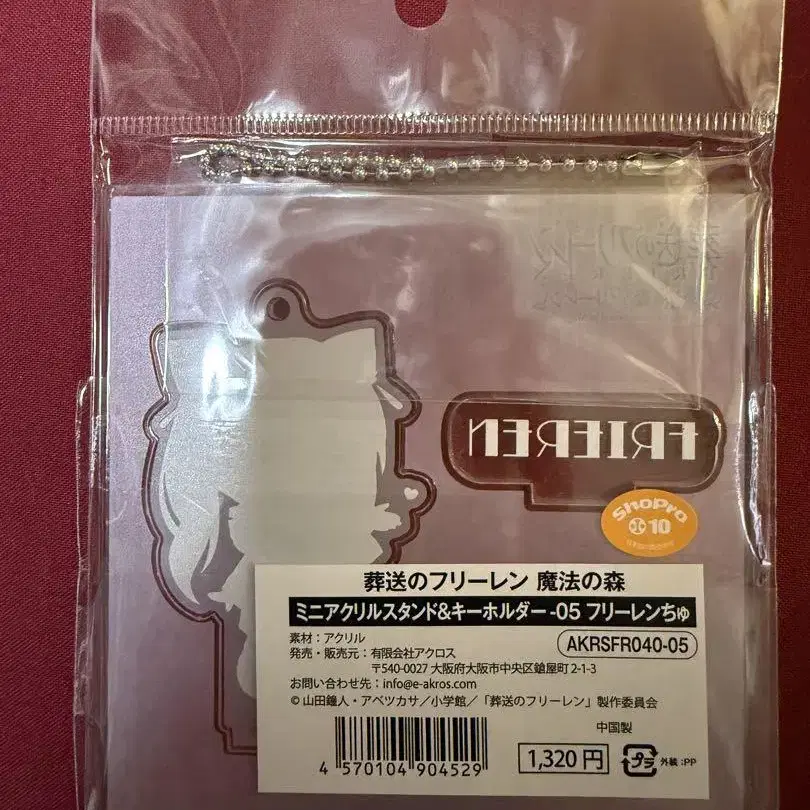 FRIEREN
ShoPro
10
葬送のフリーレン 魔法の森
ミニアクリルスタンド&キーホルダー -05 フリーレンちゅ
素材：アクリル
AKRSFR040-05
発売・販売元：有限会社アクロス
〒540-0027 大阪府大阪市中央区鎗屋町2-1-3
お問い合わせ先：info@e-akros.com
© 山田鐘人・アベツカサ／小学館／「葬送のフリーレン」製作委員会
中国製
4 570104 904529
1,320 円
プラ 外装：PP